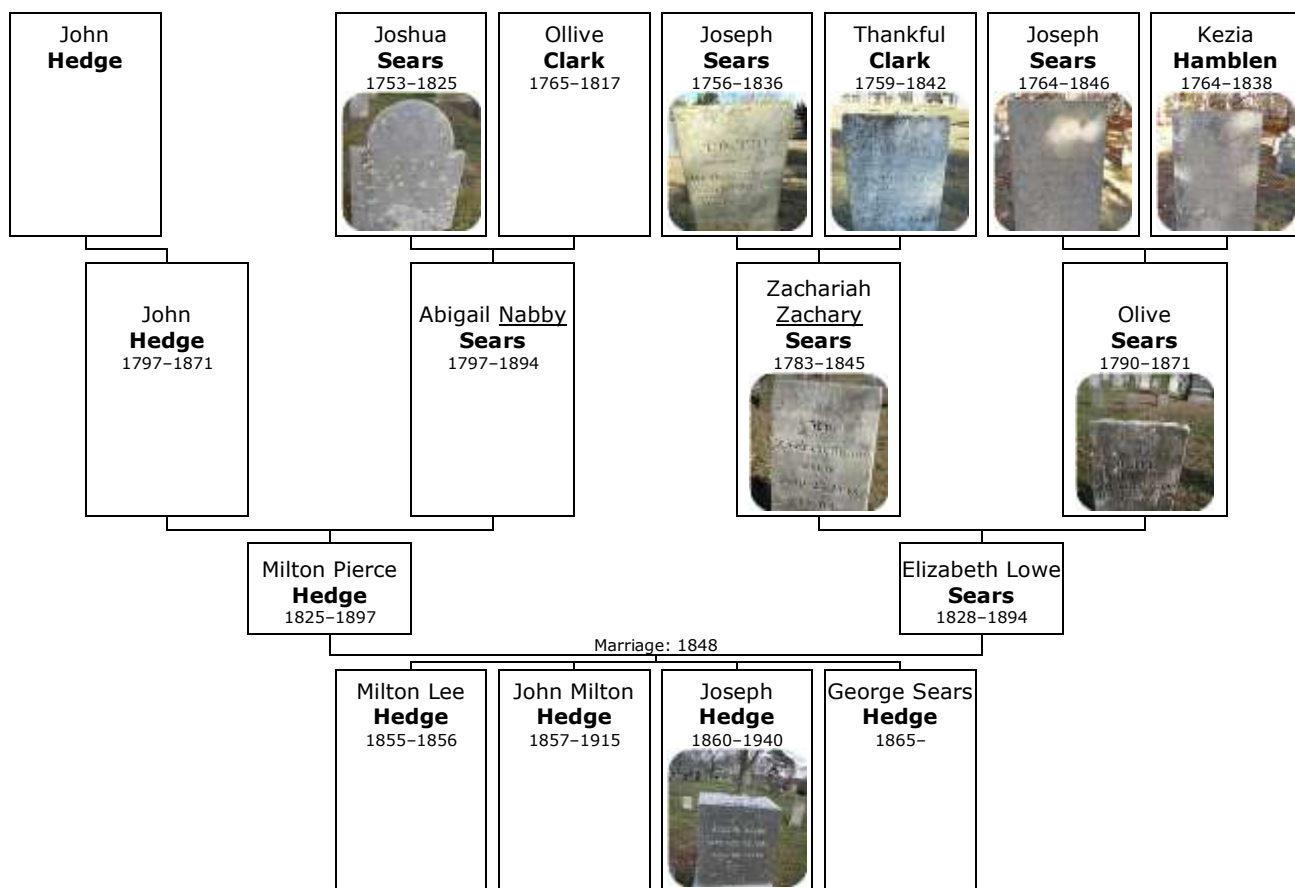 John
Hedge
Joshua
Sears
1753–1825
Ollive
Clark
1765–1817
Joseph
Sears
1756–1836
Thankful
Clark
1759–1842
Joseph
Sears
1764–1846
Kezia
Hamblen
1764–1838
John
Hedge
1797–1871
Abigail Nabby
Sears
1797–1894
Zachariah
Zachary
Sears
1783–1845
Olive
Sears
1790–1871
Milton Pierce
Hedge
1825–1897
Elizabeth Lowe
Sears
1828–1894
Marriage: 1848
Milton Lee
Hedge
1855–1856
John Milton
Hedge
1857–1915
Joseph
Hedge
1860–1940
George Sears
Hedge
1865–